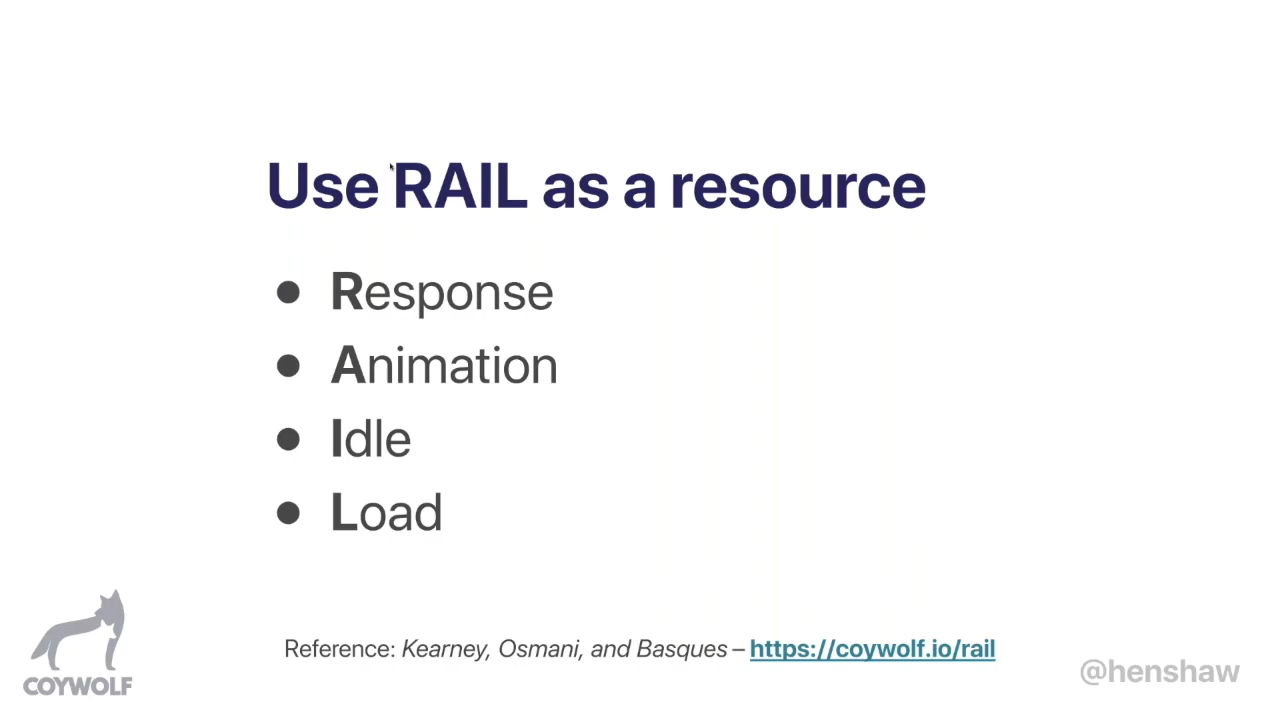 Use RAIL as a resource
● Response
● Animation
● Idle
● Load
Reference: Kearney, Osmani, and Basques – https://coywolf.io/rail
COYWOLF
@henshaw